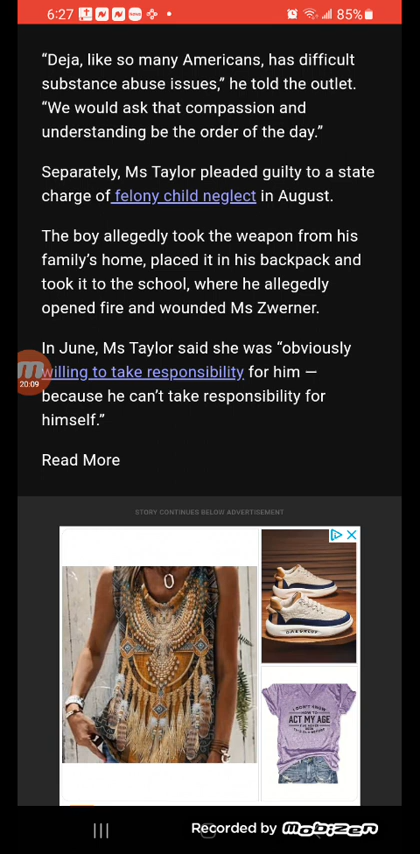 6:27
85%
“Deja, like so many Americans, has difficult
substance abuse issues,” he told the outlet.
“We would ask that compassion and
understanding be the order of the day.”
Separately, Ms Taylor pleaded guilty to a state
charge of felony child neglect in August.
The boy allegedly took the weapon from his
family’s home, placed it in his backpack and
took it to the school, where he allegedly
opened fire and wounded Ms Zwerner.
In June, Ms Taylor said she was “obviously
willing to take responsibility for him —
because he can’t take responsibility for
himself.”
20:09
Read More
STORY CONTINUES BELOW ADVERTISEMENT
I DON'T KNOW
HOW TO
ACT MY AGE
Recorded by Mobizen